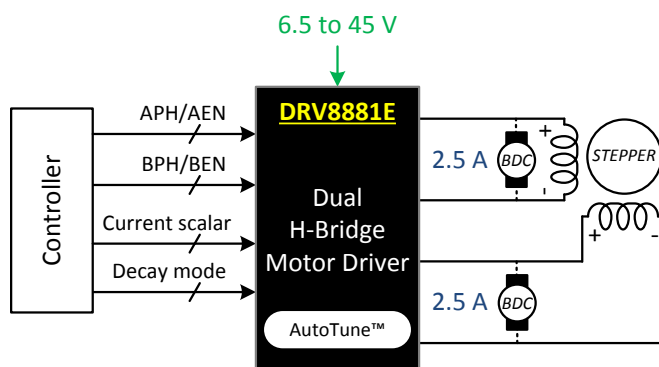 6.5 to 45 V
Controller
APH/AEN
BPH/BEN
Current scalar
Decay mode
DRV8881E
Dual
H-Bridge
Motor Driver
AutoTune™
2.5 A
BDC
+
-
STEPPER
+
-
2.5 A
BDC